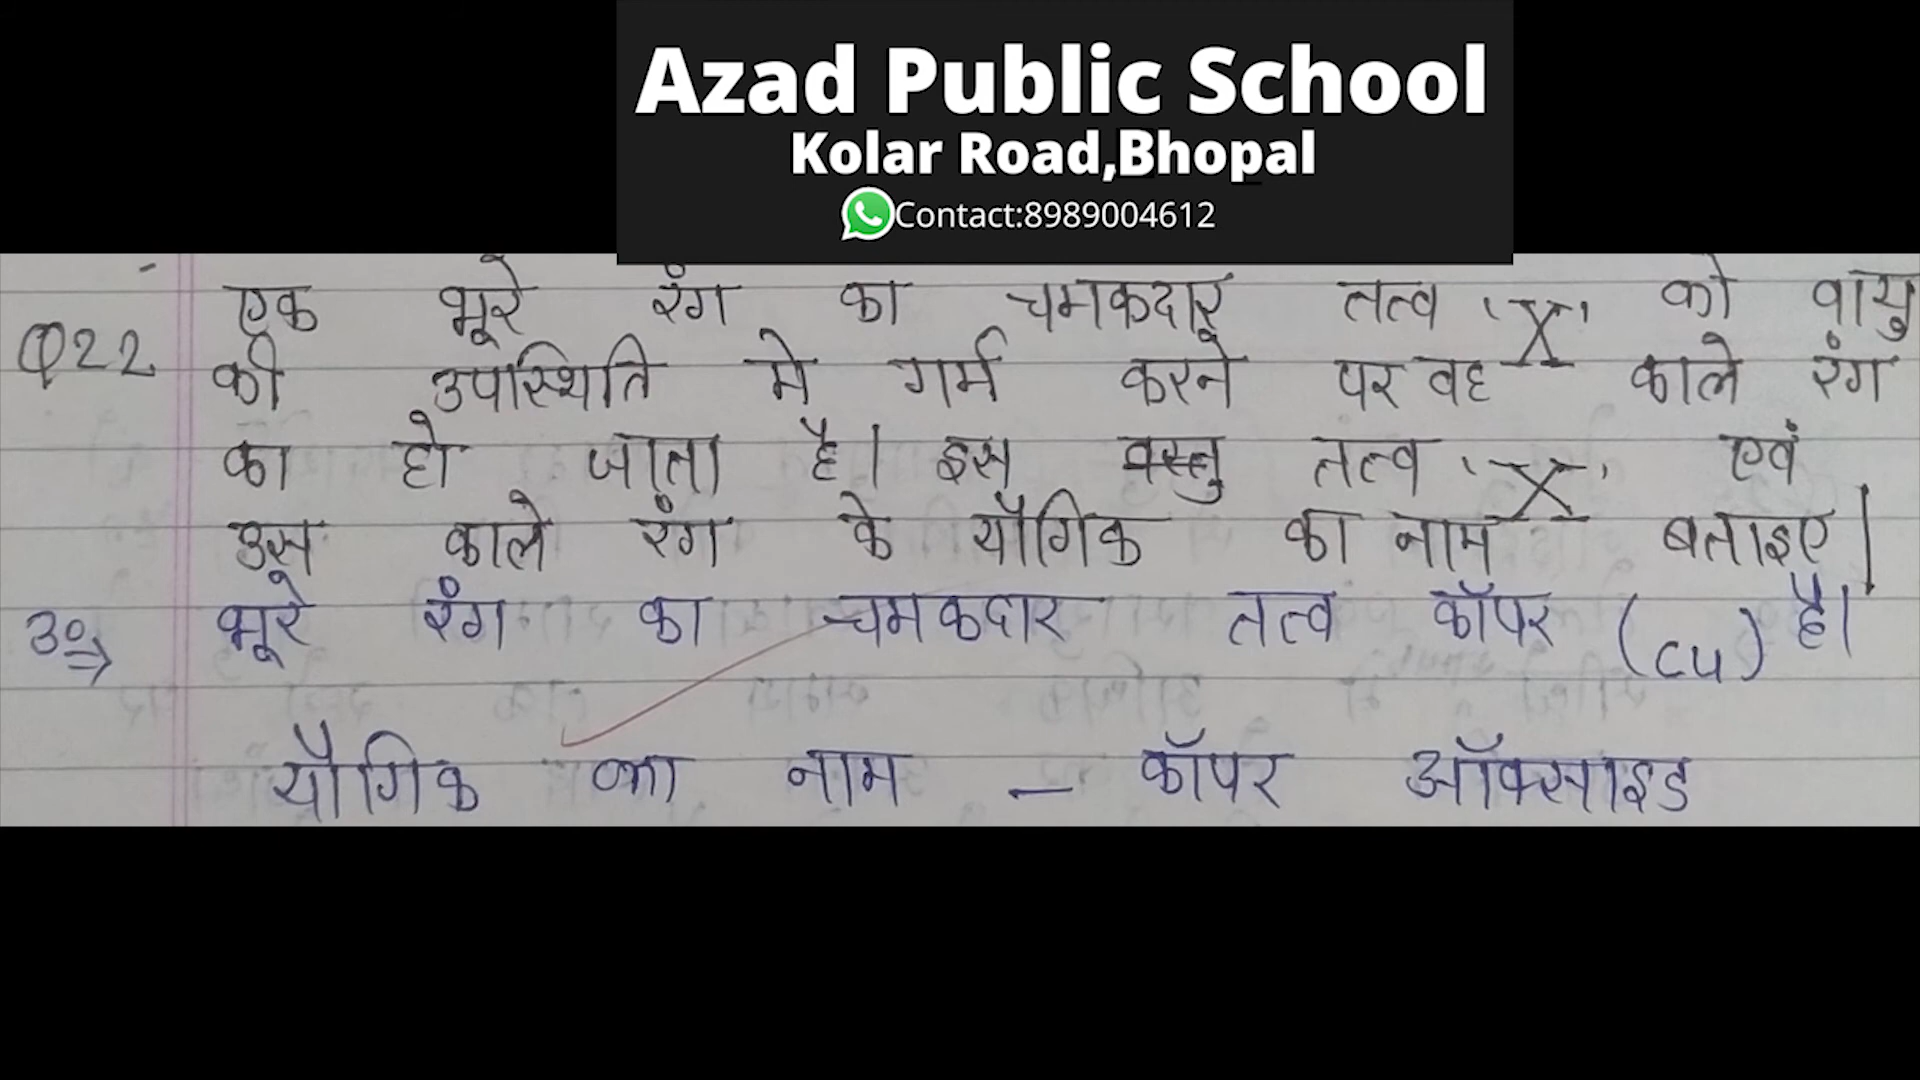 Azad Public School
Kolar Road,Bhopal
Contact:8989004612
एक भूरे रंग का चमकदार तत्व 'X' को वायु
Q22 की उपस्थिति मे गर्म करने पर वह काले रंग
का हो जाता है। इस वस्तु तत्व 'X' एवं
उस काले रंग के यौगिक का नाम बताइए|
उ०⇒ भूरे रंग का चमकदार तत्व कॉपर (Cu) है।
यौगिक का नाम – कॉपर ऑक्साइड